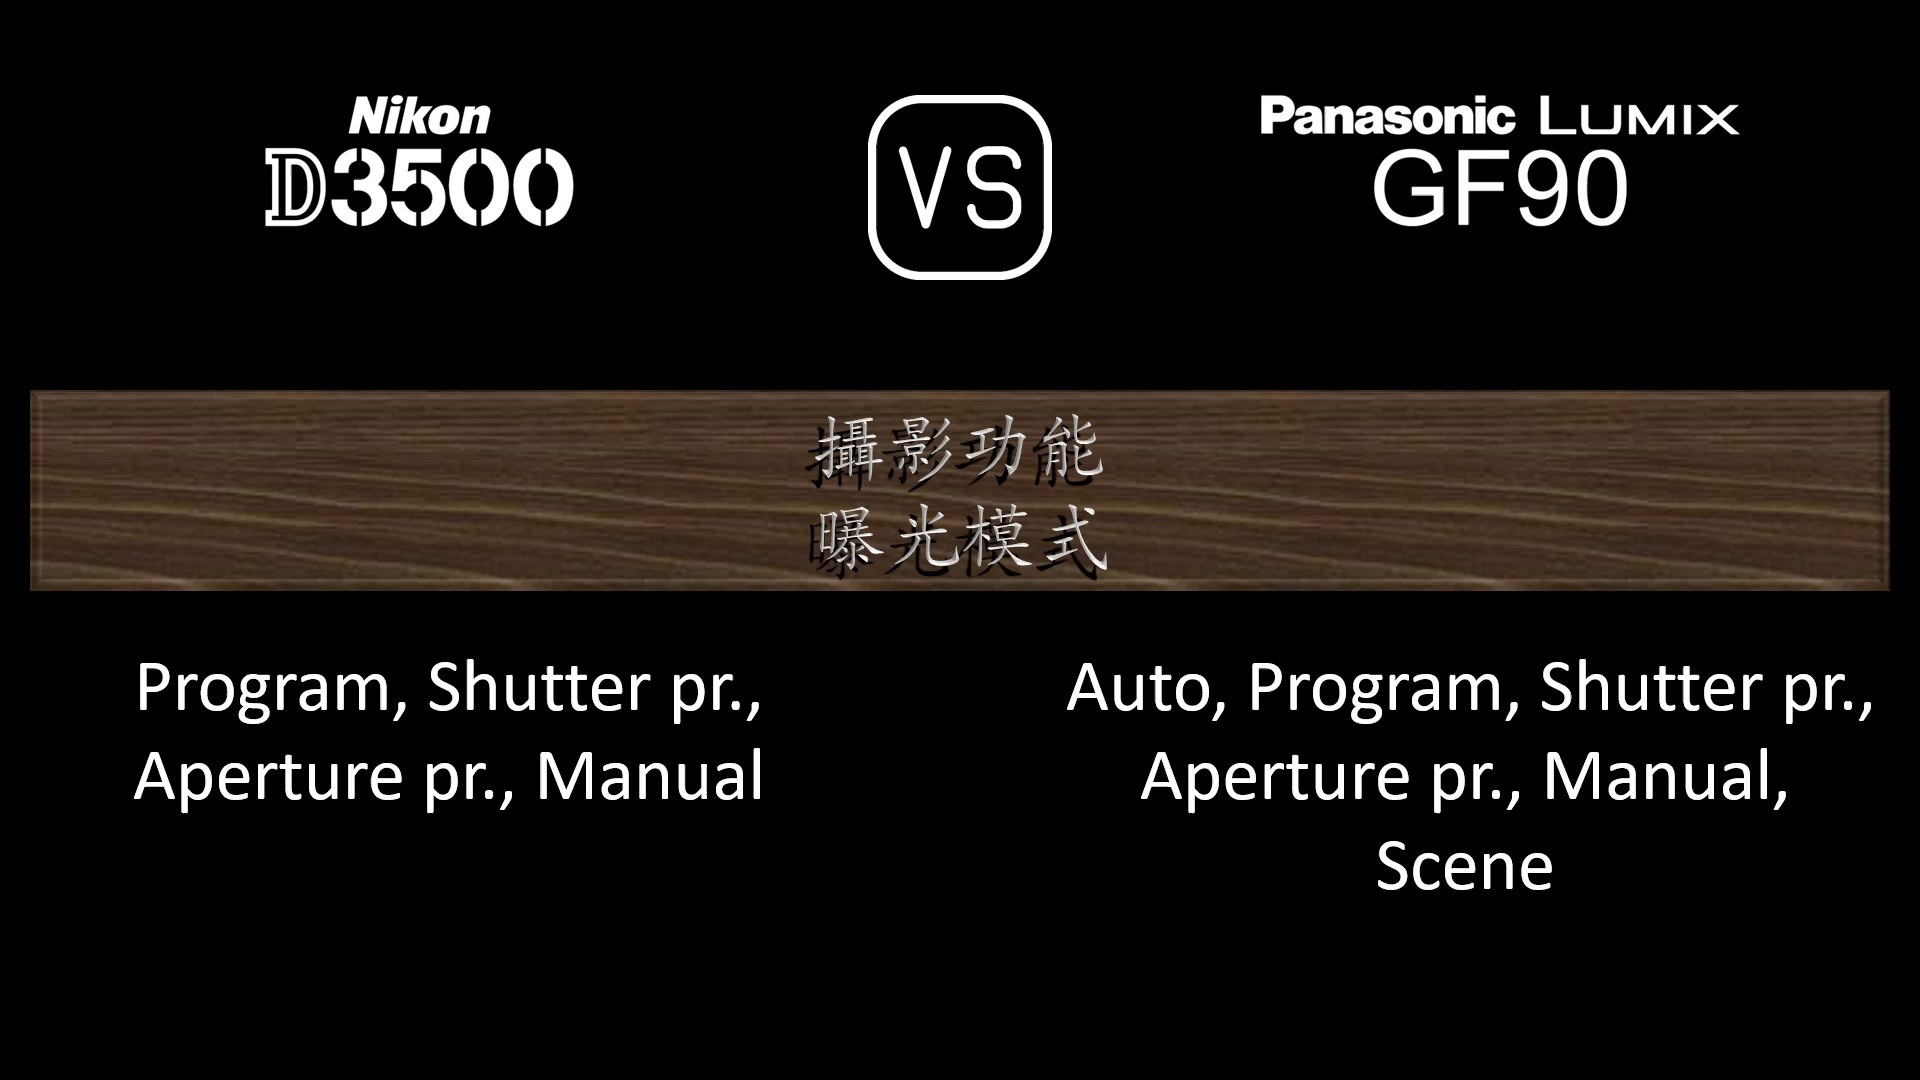 Nikon
D3500
VS
Panasonic LUMIX
GF90
攝影功能
曝光模式
Program, Shutter pr.,
Aperture pr., Manual
Auto, Program, Shutter pr.,
Aperture pr., Manual,
Scene